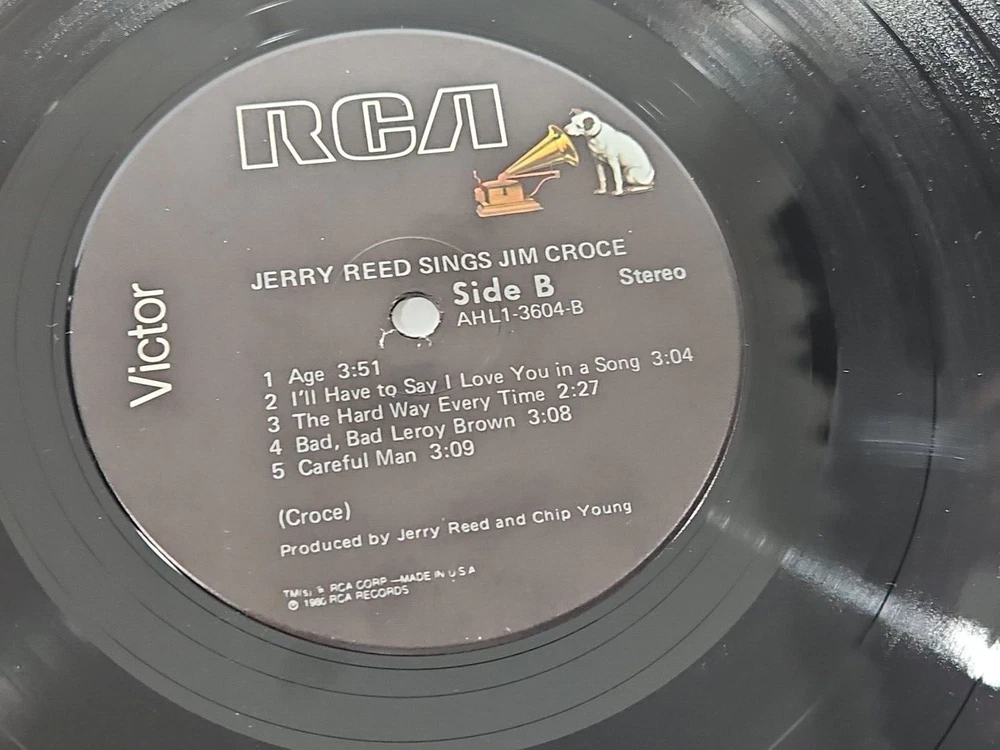 RCA
Victor
JERRY REED SINGS JIM CROCE
Side B Stereo
AHL1-3604-B
1 Age 3:51
2 I'll Have to Say I Love You in a Song 3:04
3 The Hard Way Every Time 2:27
4 Bad, Bad Leroy Brown 3:08
5 Careful Man 3:09
(Croce)
Produced by Jerry Reed and Chip Young
TM(s) ® RCA CORP —MADE IN U S A
℗ 1980 RCA RECORDS